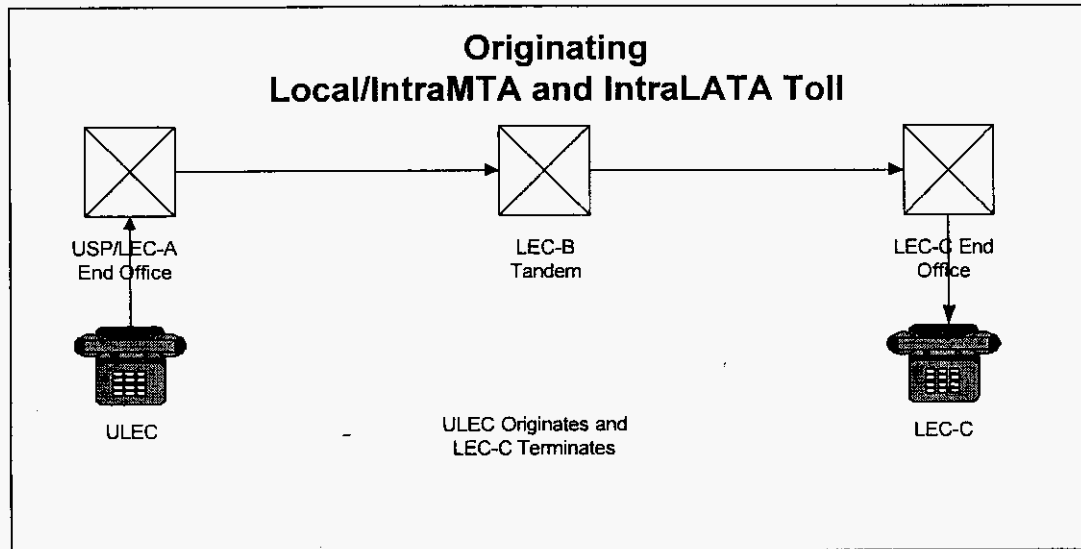 Originating
Local/IntraMTA and IntraLATA Toll
USP/LEC-A
End Office
LEC-B
Tandem
LEC-C End
Office
ULEC
ULEC Originates and
LEC-C Terminates
LEC-C